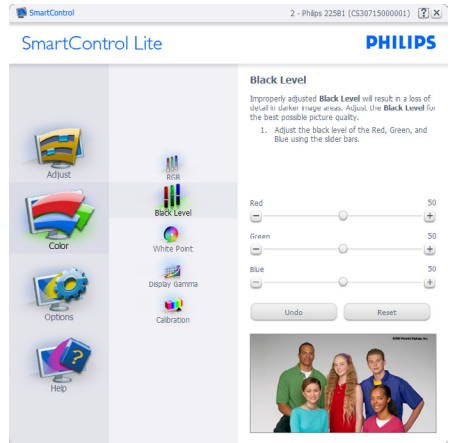 SmartControl
2 - Philips 225B1 (CS30715000001)
SmartControl Lite
PHILIPS
Adjust
Color
Options
Help
RGB
Black Level
White Point
Display Gamma
Calibration
Black Level
Improperly adjusted Black Level will result in a loss of
detail in darker image areas. Adjust the Black Level for
the best possible picture quality.
1. Adjust the black level of the Red, Green, and
Blue using the slider bars.
Red 50
Green 50
Blue 50
Undo Reset